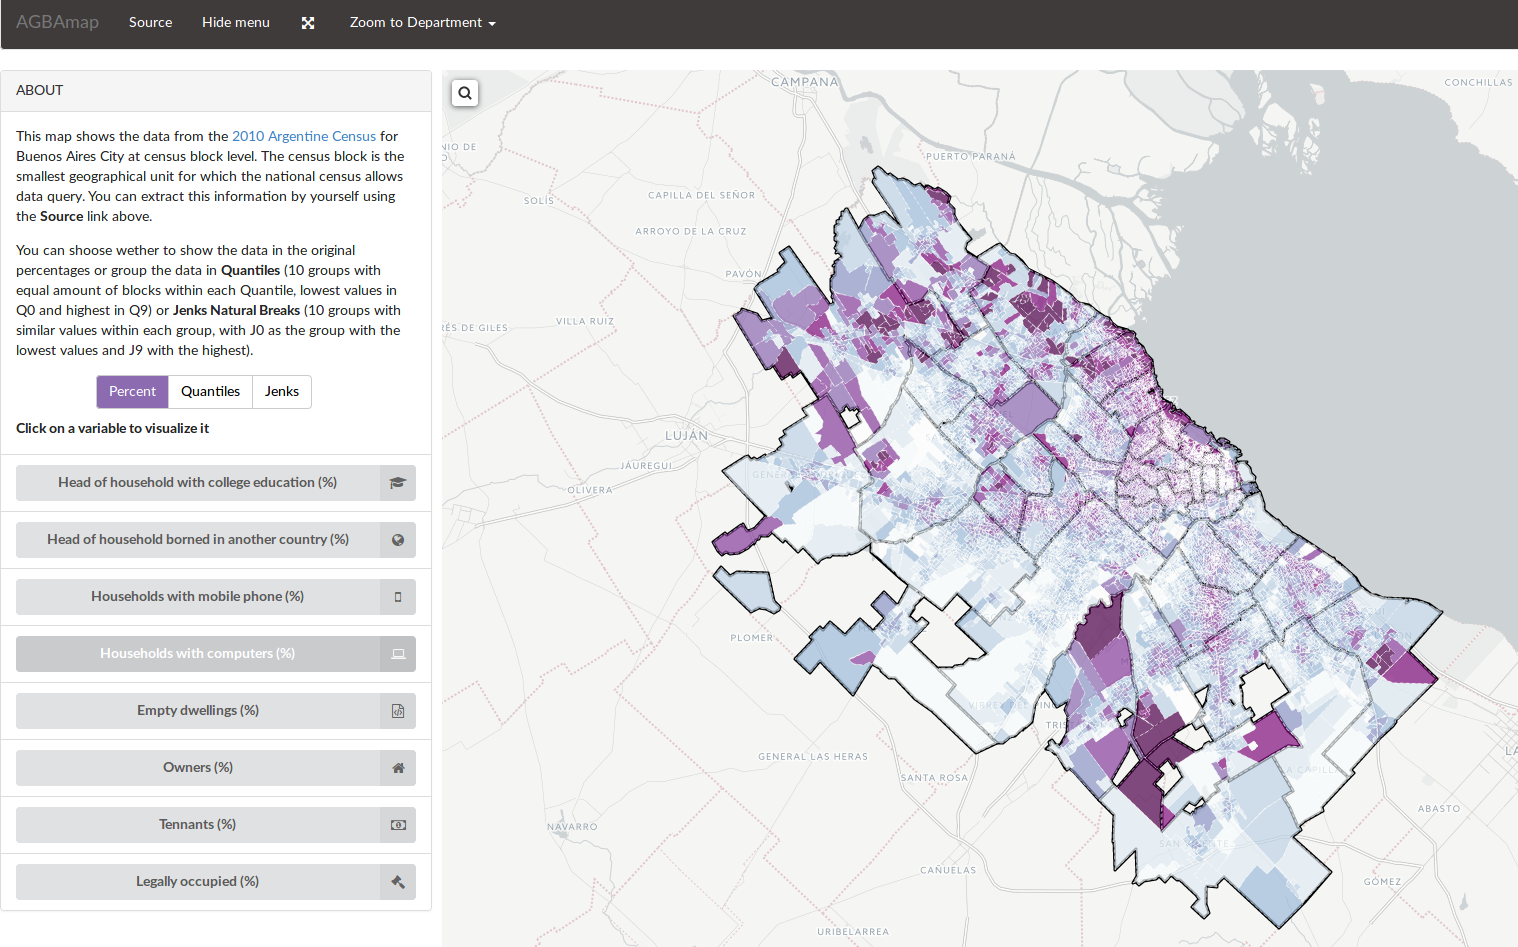 AGBAmap Source Hide menu Zoom to Department
ABOUT
This map shows the data from the 2010 Argentine Census for
Buenos Aires City at census block level. The census block is the
smallest geographical unit for which the national census allows
data query. You can extract this information by yourself using
the Source link above.
You can shoose wether to show the data in the original
percentages or group the data in Quantiles (10 groups with
equal amount of blocks within each Quantile, lowest values in
Q0 and highest in Q9) or Jenks Natural Breaks (10 groups with
similar values within each group, with J0 as the group with the
lowest values and J9 with the highest).
Percent Quantiles Jenks
Click on a variable to visualize it
Head of household with college education (%)
Head of household borned in another country (%)
Households with mobile phone (%)
Households with computers (%)
Empty dwellings (%)
Owners (%)
Tennants (%)
Legally occupied (%)
CAMPANA
CONCHILLAS
NIO DE
O
PUERTO PARANÁ
CAPILLA DEL SEÑOR
SOLÍS
ARROYO DE LA CRUZ
PAVÓN
VILLA RUIZ
RÉS DE GILES
LUJÁN
JÁUREGUI
OLIVERA
PLOMER
TRIS
GENERAL LAS HERAS
SANTA ROSA
LA
ABASTO
NAVARRO
SAN VICENTE
CAÑUELAS
GÓMEZ
URIBELARREA